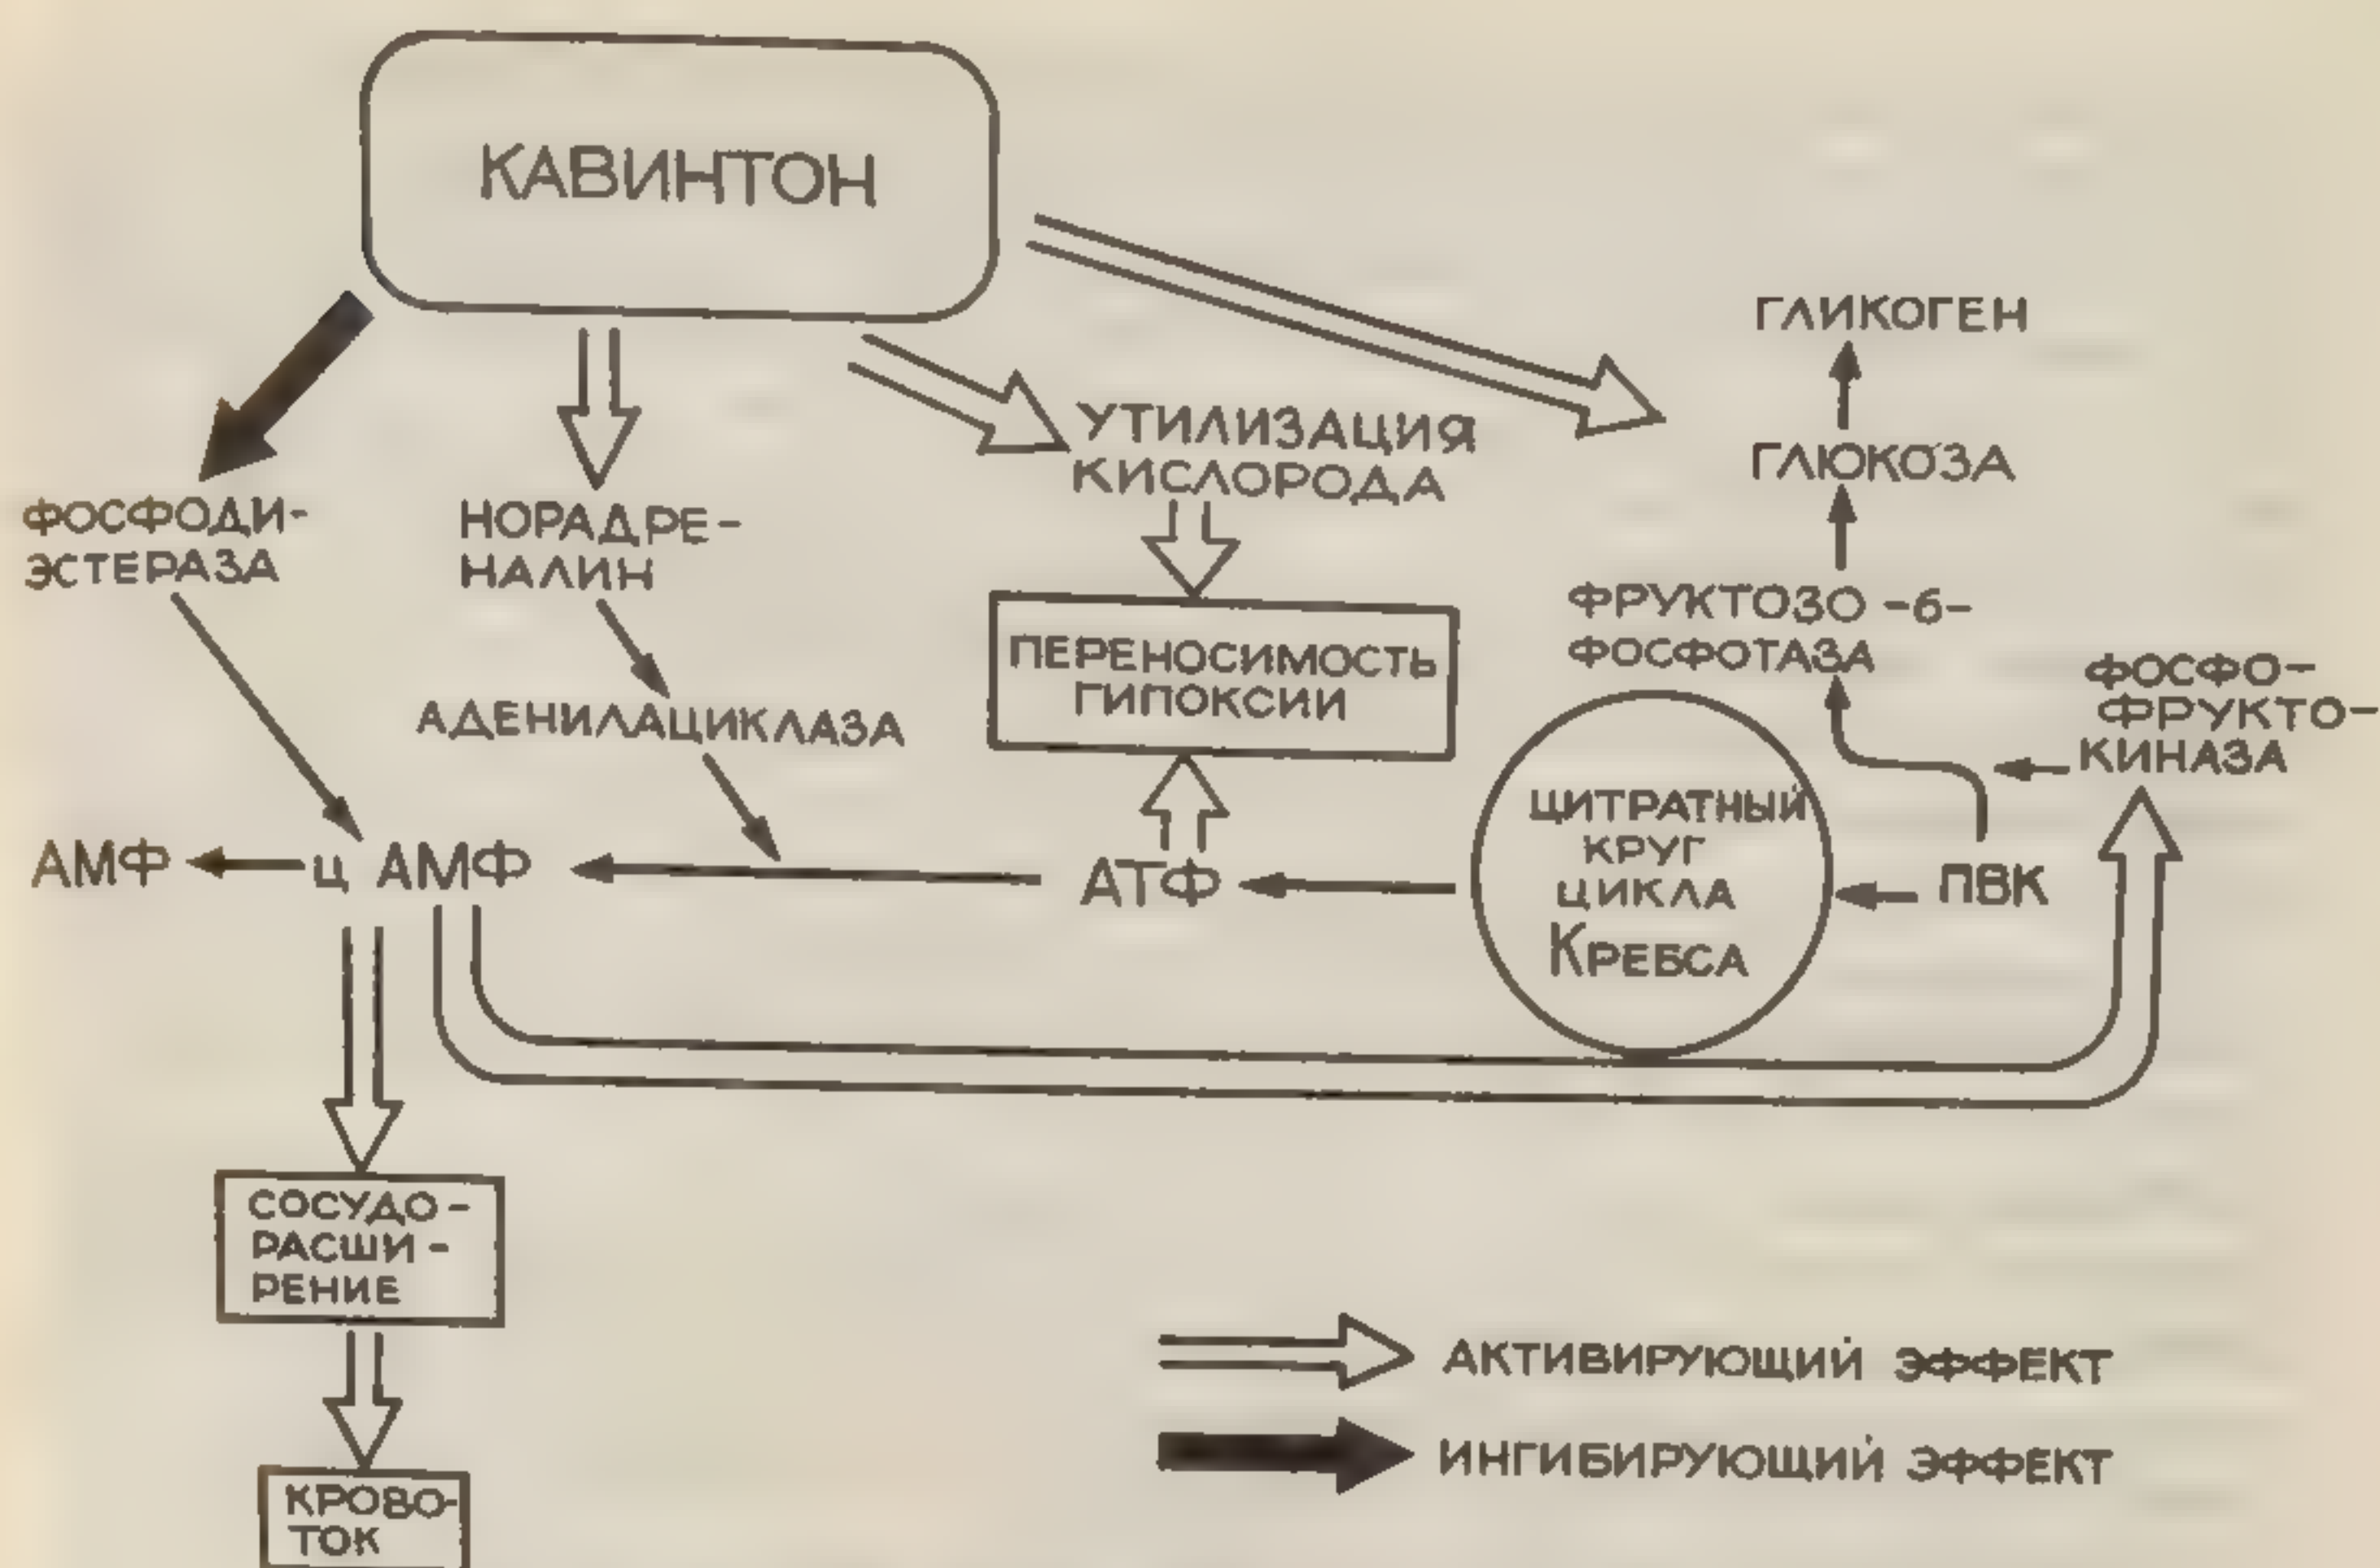 КАВИНТОН
ГЛИКОГЕН
УТИЛИЗАЦИЯ
КИСЛОРОДА
ГЛЮКОЗА
ФОСФОДИ-
ЭСТЕРАЗА
НОРАДРЕ-
НАЛИН
ФРУКТОЗО -6-
ФОСФОТАЗА
ПЕРЕНОСИМОСТЬ
ГИПОКСИИ
ФОСФО-
ФРУКТО-
КИНАЗА
АДЕНИЛАЦИКЛАЗА
ЦИТРАТНЫЙ
КРУГ
ЦИКЛА
КРЕБСА
АМФ
ц АМФ
АТФ
ПВК
СОСУДО-
РАСШИ-
РЕНИЕ
КРОВО-
ТОК
АКТИВИРУЮЩИЙ ЭФФЕКТ
ИНГИБИРУЮЩИЙ ЭФФЕКТ